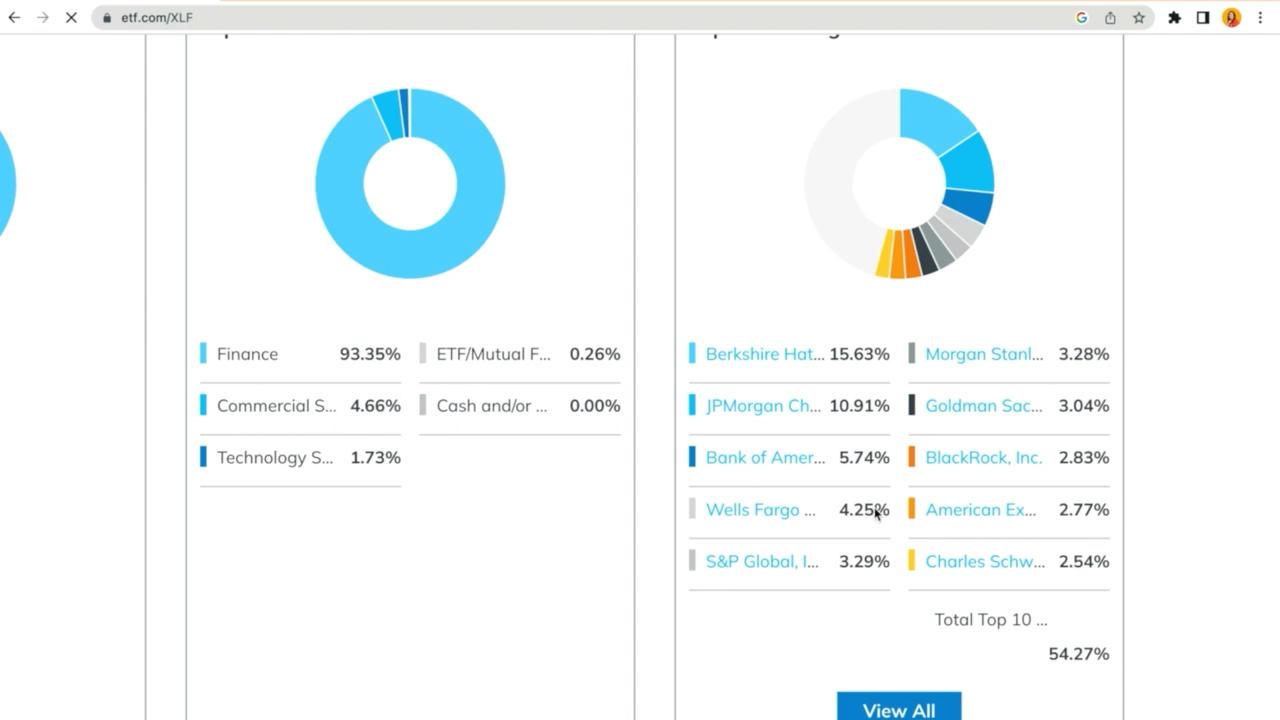 etf.com/XLF
Finance 93.35%
Commercial S... 4.66%
Technology S... 1.73%
ETF/Mutual F... 0.26%
Cash and/or ... 0.00%
Berkshire Hat... 15.63%
JPMorgan Ch... 10.91%
Bank of Amer... 5.74%
Wells Fargo ... 4.25%
S&P Global, I... 3.29%
Morgan Stanl... 3.28%
Goldman Sac... 3.04%
BlackRock, Inc. 2.83%
American Ex... 2.77%
Charles Schw... 2.54%
Total Top 10 ...
54.27%
View All